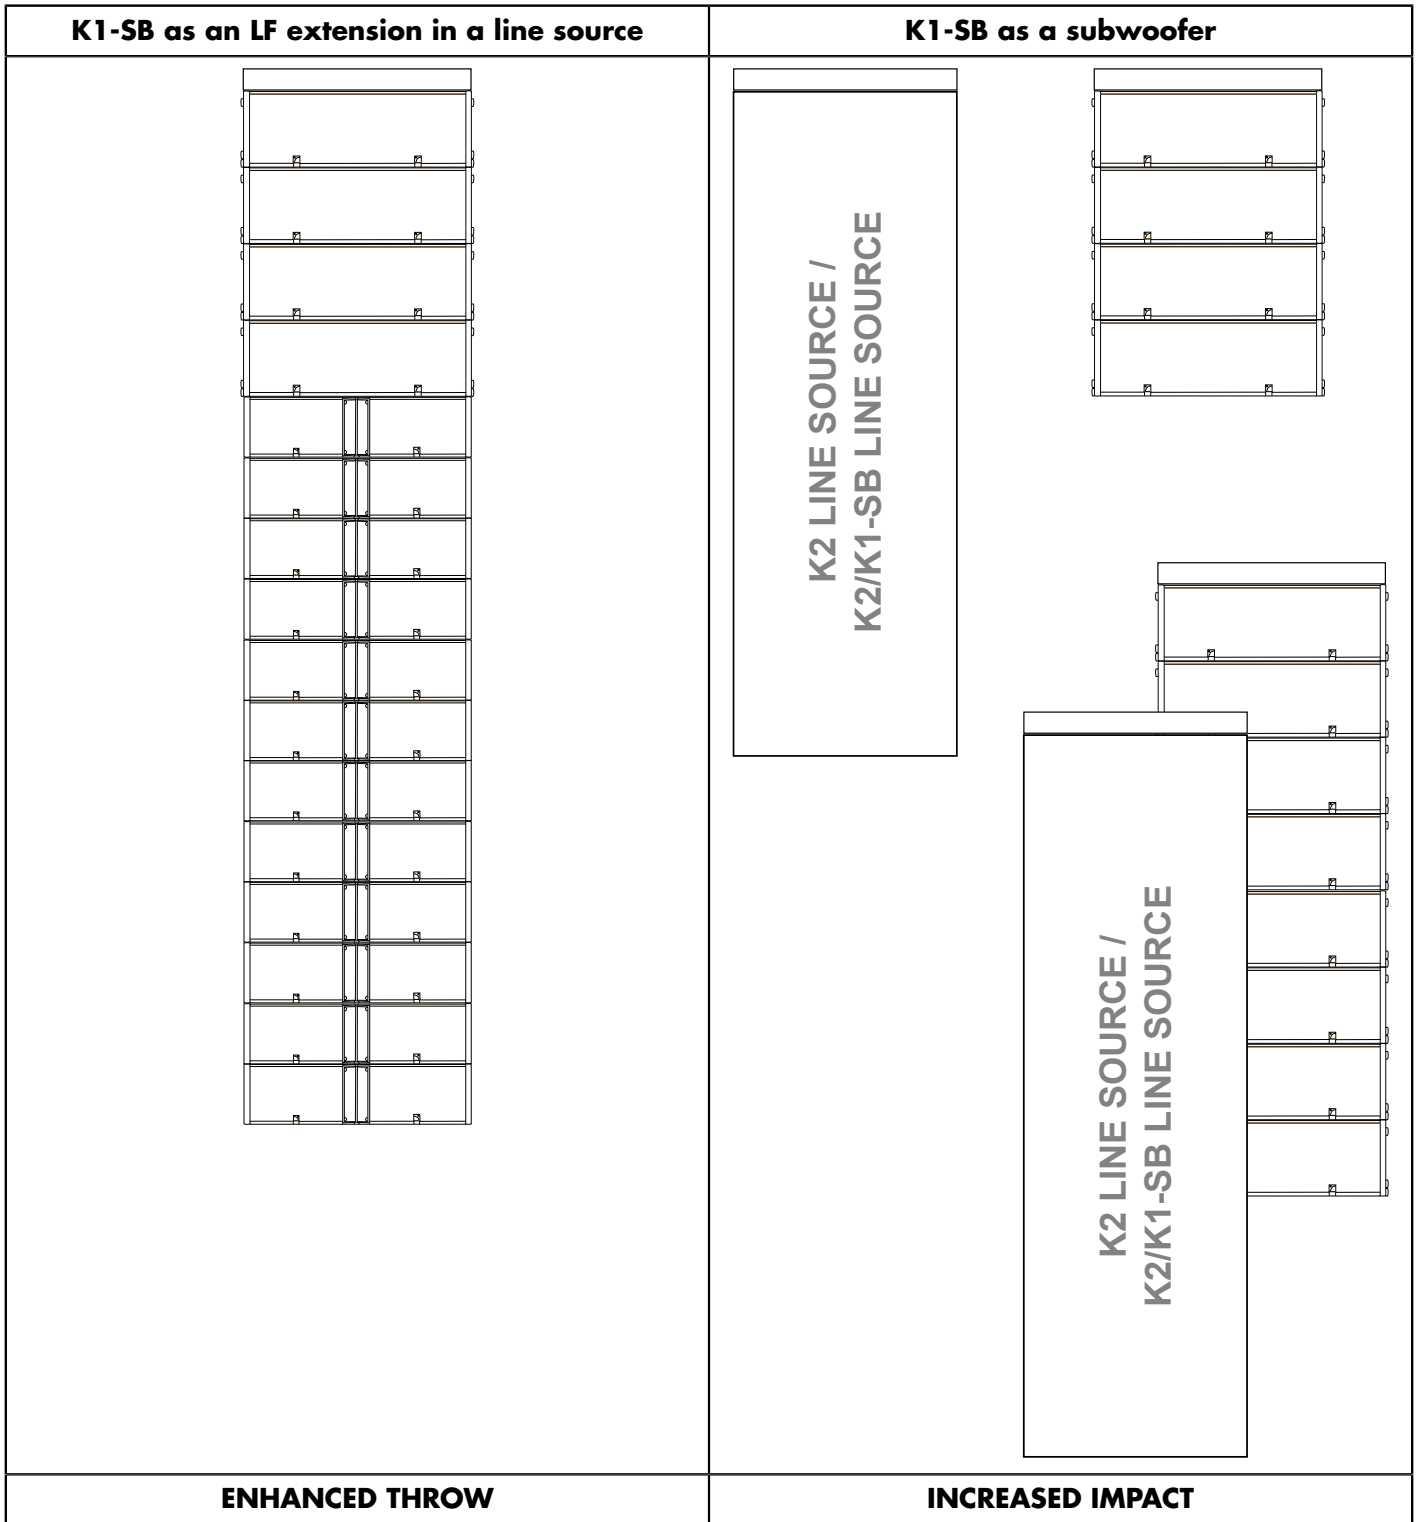 K1-SB as an LF extension in a line source
K1-SB as a subwoofer
K2 LINE SOURCE /
K2/K1-SB LINE SOURCE
K2 LINE SOURCE /
K2/K1-SB LINE SOURCE
ENHANCED THROW
INCREASED IMPACT